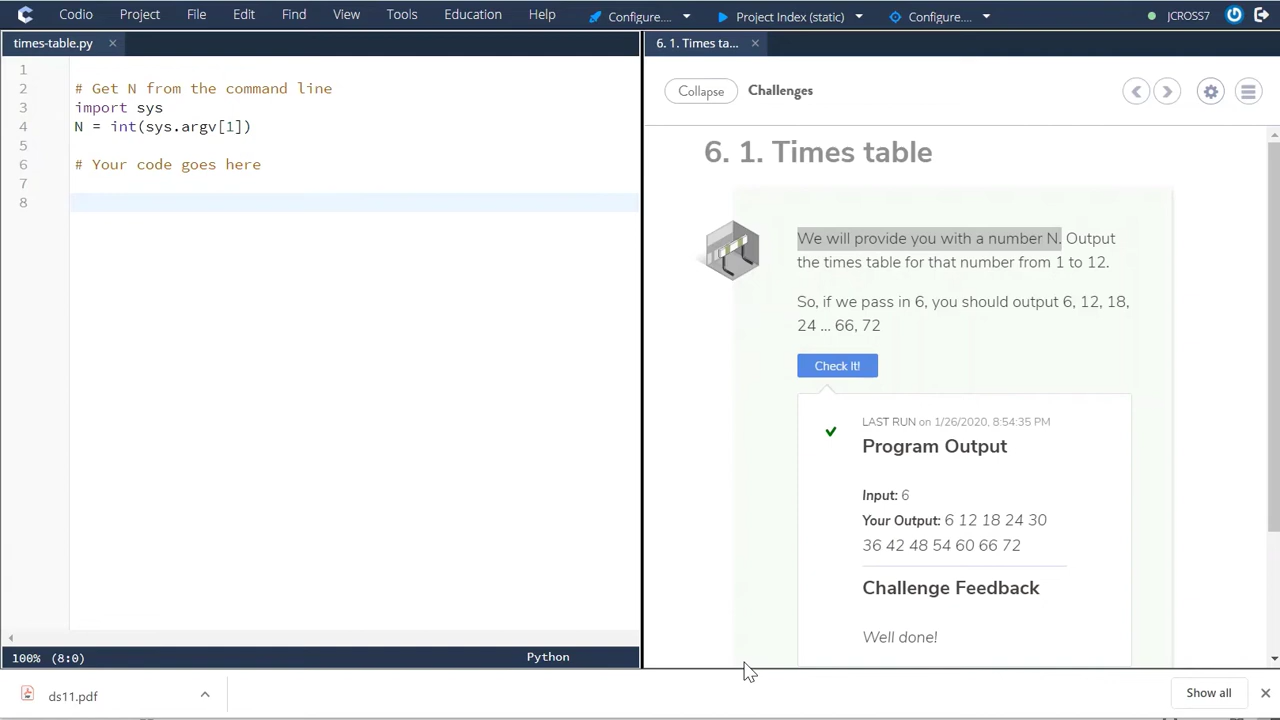 Codio Project File Edit Find View Tools Education Help Configure.... Project Index (static) Configure.... JCROSS7
times-table.py
6. 1. Times ta...
Collapse Challenges
1
2 # Get N from the command line
3 import sys
4 N = int(sys.argv[1])
5
6 # Your code goes here
7
8
6. 1. Times table
We will provide you with a number N. Output
the times table for that number from 1 to 12.
So, if we pass in 6, you should output 6, 12, 18,
24 ... 66, 72
Check It!
LAST RUN on 1/26/2020, 8:54:35 PM
Program Output
Input: 6
Your Output: 6 12 18 24 30
36 42 48 54 60 66 72
Challenge Feedback
Well done!
100% (8:0) Python
ds11.pdf
Show all